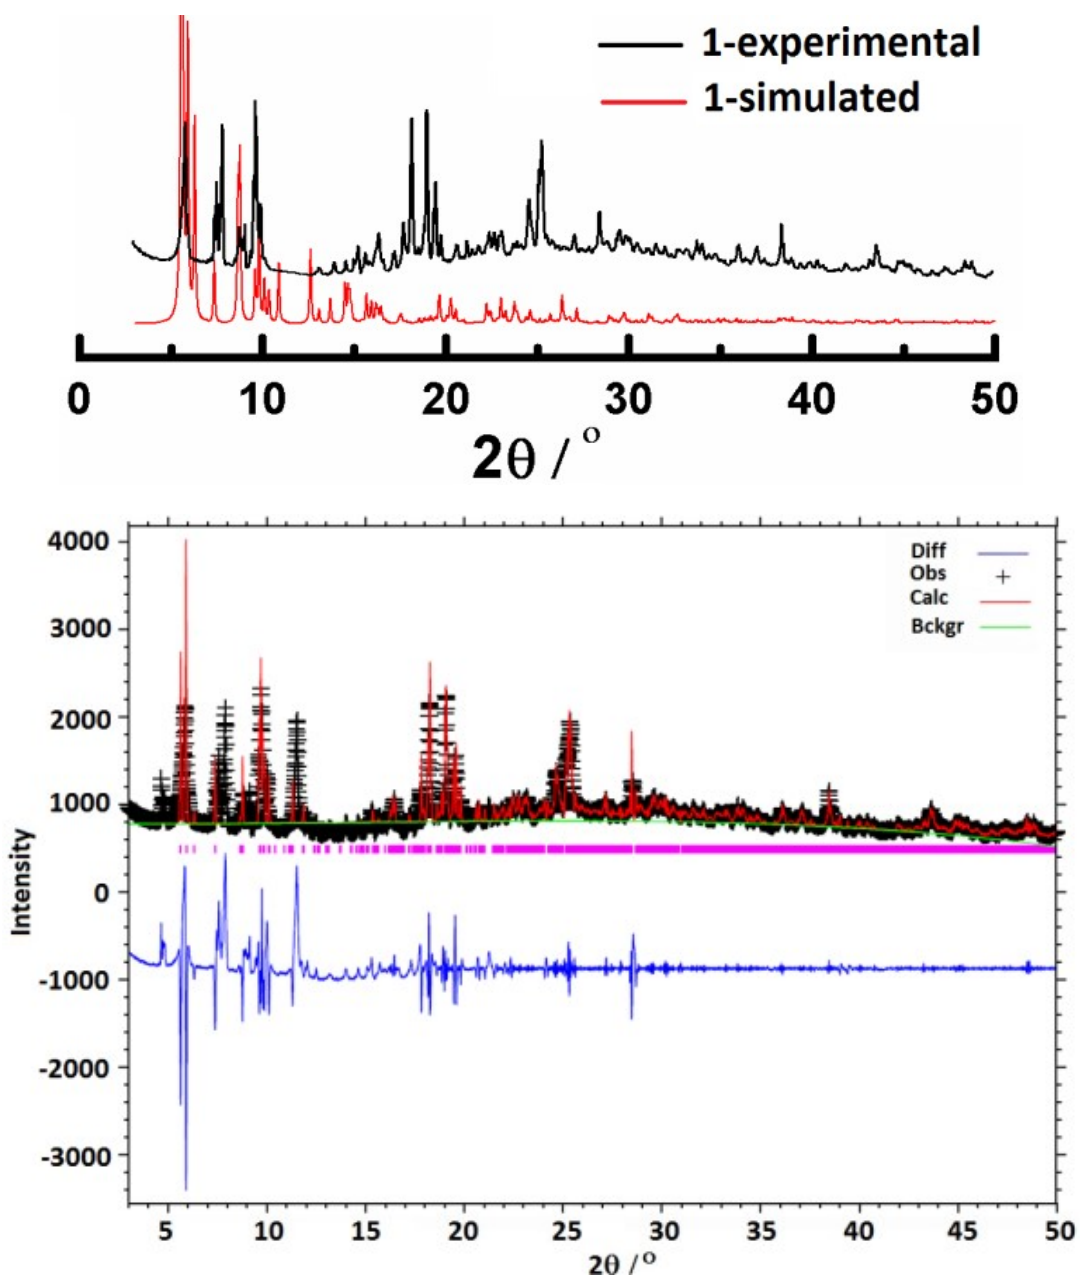 1-experimental
1-simulated
0 10 20 30 40 50
2θ / °
4000
3000
2000
1000
0
-1000
-2000
-3000
Intensity
Diff
Obs
Calc
Bckgr
5 10 15 20 25 30 35 40 45 50
2θ / °